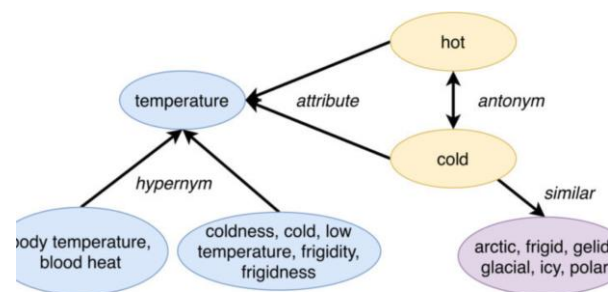 hot
temperature
attribute
antonym
cold
hypernym
similar
body temperature,
blood heat
coldness, cold, low
temperature, frigidity,
frigidness
arctic, frigid, gelid,
glacial, icy, polar